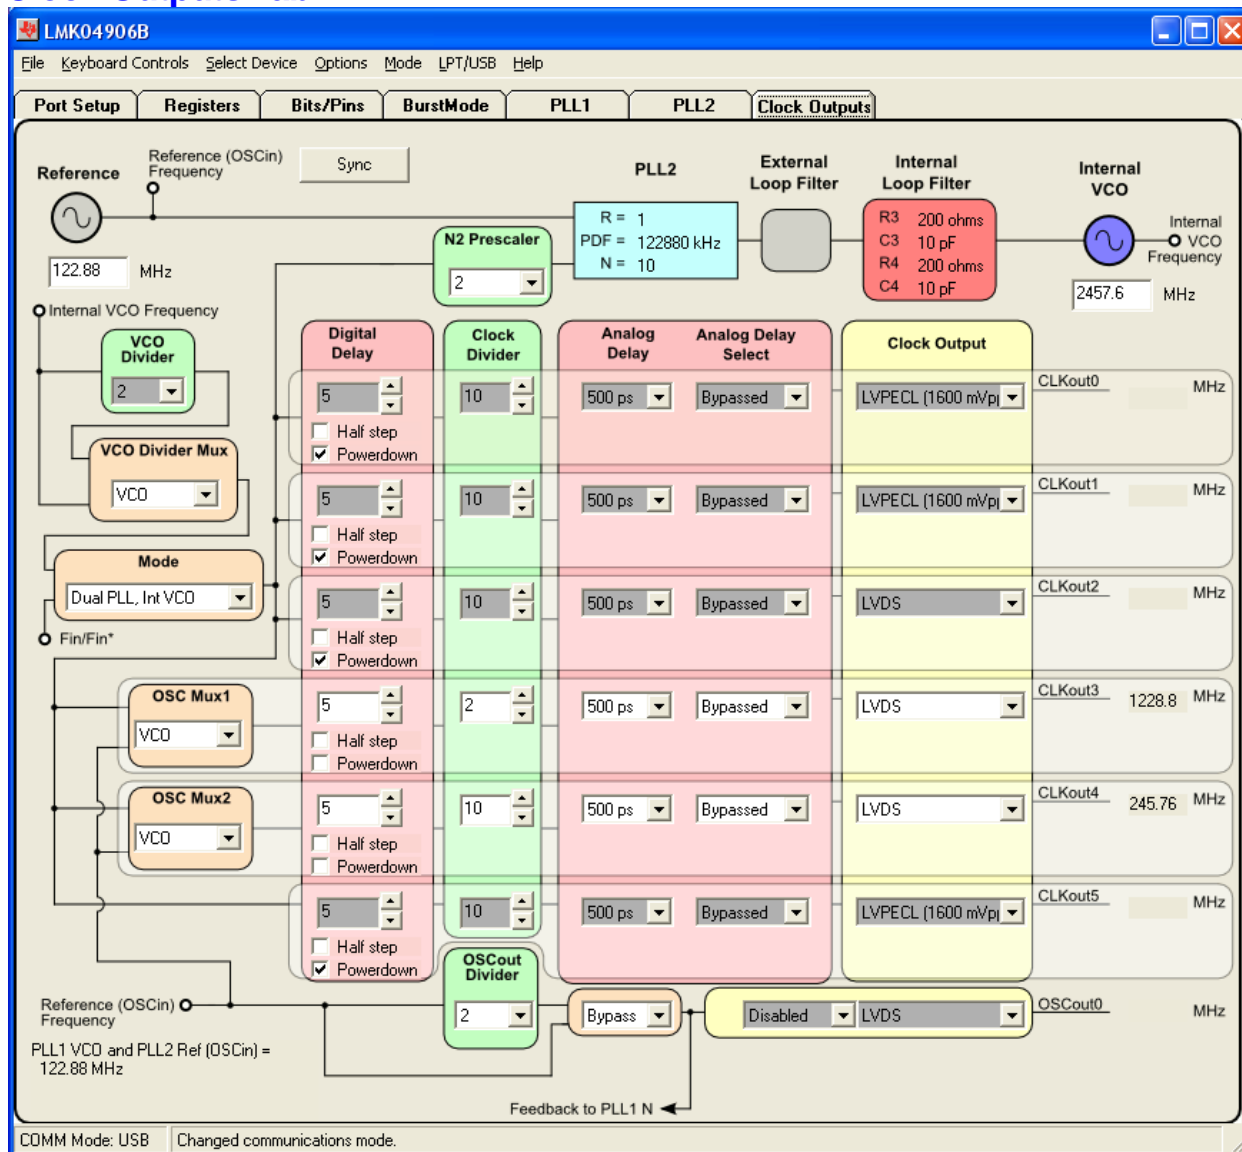 LMK04906B
File Keyboard Controls Select Device Options Mode LPT/USB Help
Port Setup Registers Bits/Pins BurstMode PLL1 PLL2 Clock Outputs
Reference
Reference (OSCin)
Frequency
Sync
122.88 MHz
PLL2
R = 1
PDF = 122880 kHz
N = 10
N2 Prescaler
2
External
Loop Filter
Internal
Loop Filter
R3 200 ohms
C3 10 pF
R4 200 ohms
C4 10 pF
Internal
VCO
Internal
VCO
Frequency
2457.6 MHz
Internal VCO Frequency
VCO
Divider
2
VCO Divider Mux
VCO
Mode
Dual PLL, Int VCO
Fin/Fin*
OSC Mux1
VCO
OSC Mux2
VCO
Digital
Delay
Clock
Divider
Analog
Delay
Analog Delay
Select
Clock Output
5 10 500 ps Bypassed LVPECL (1600 mVp CLKout0 MHz
Half step
Powerdown
5 10 500 ps Bypassed LVPECL (1600 mVp CLKout1 MHz
Half step
Powerdown
5 10 500 ps Bypassed LVDS CLKout2 MHz
Half step
Powerdown
5 2 500 ps Bypassed LVDS CLKout3 1228.8 MHz
Half step
Powerdown
5 10 500 ps Bypassed LVDS CLKout4 245.76 MHz
Half step
Powerdown
5 10 500 ps Bypassed LVPECL (1600 mVp CLKout5 MHz
Half step
Powerdown
OSCout
Divider
2
Bypass
Disabled LVDS OSCout0 MHz
Reference (OSCin)
Frequency
PLL1 VCO and PLL2 Ref (OSCin) =
122.88 MHz
Feedback to PLL1 N
COMM Mode: USB Changed communications mode.